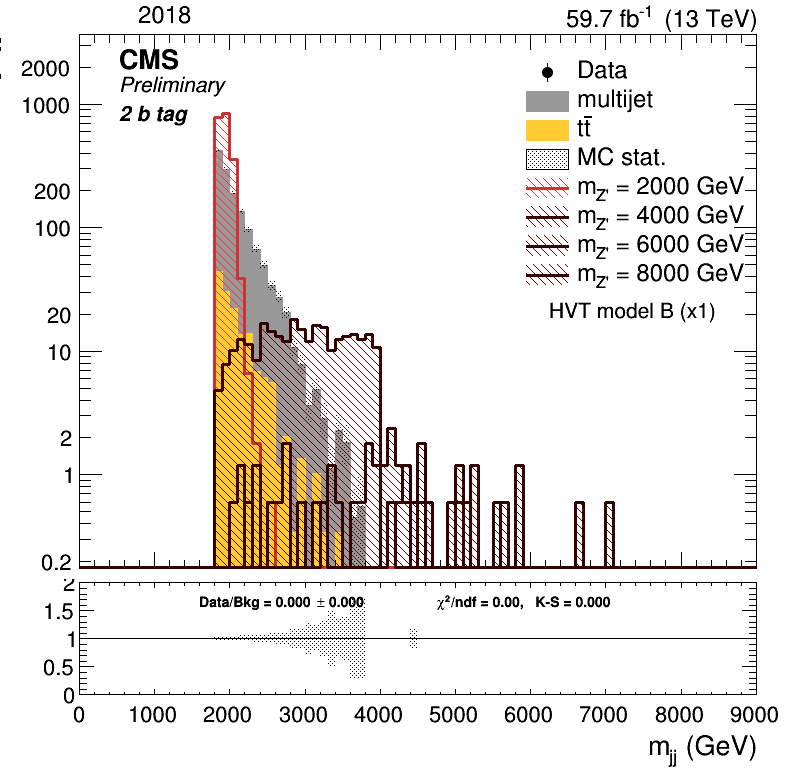 2018
59.7 fb⁻¹ (13 TeV)
CMS
Preliminary
2 b tag
Data
multijet
tt̄
MC stat.
m_Z' = 2000 GeV
m_Z' = 4000 GeV
m_Z' = 6000 GeV
m_Z' = 8000 GeV
HVT model B (x1)
2000
1000
200
100
20
10
2
1
0.2
2
1.5
1
0.5
0
Data/Bkg = 0.000 ± 0.000
χ²/ndf = 0.00, K-S = 0.000
0 1000 2000 3000 4000 5000 6000 7000 8000 9000
m_jj (GeV)